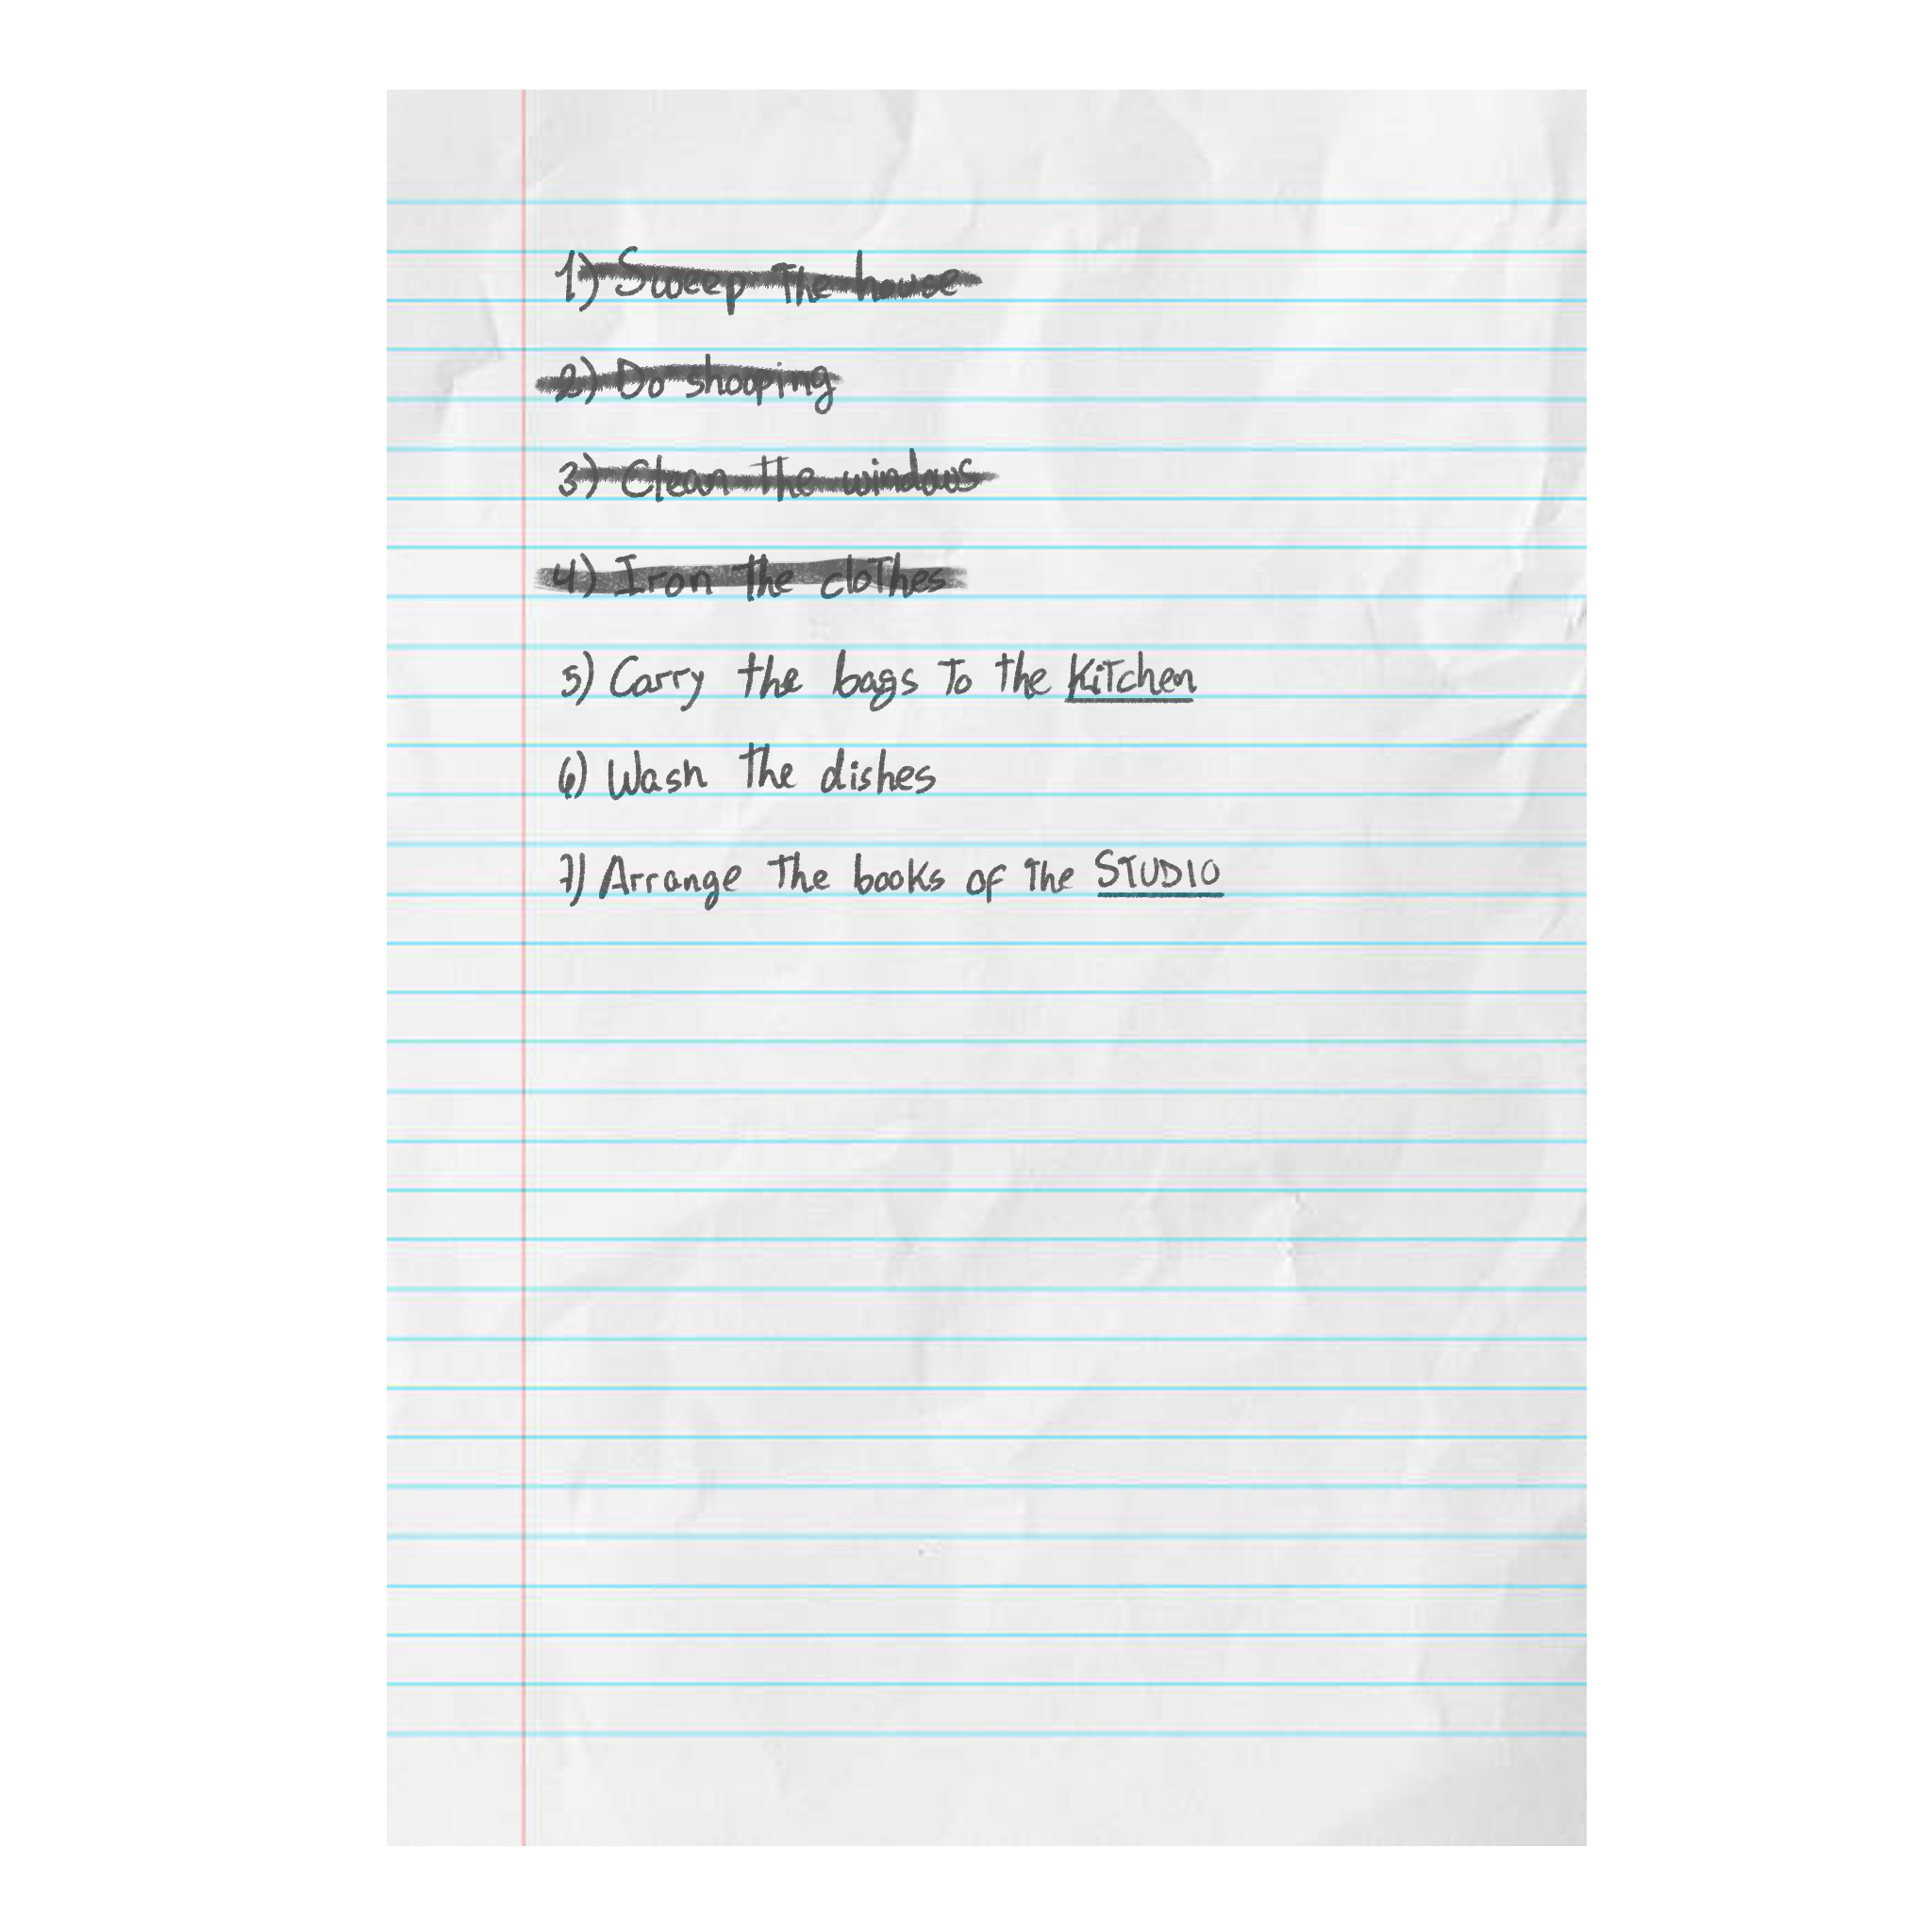 1) Sweep the house
2) Do shooping
3) Clean the windows
4) Iron the clothes
5) Carry the bags to the kitchen
6) Wash the dishes
7) Arrange the books of the STUDIO